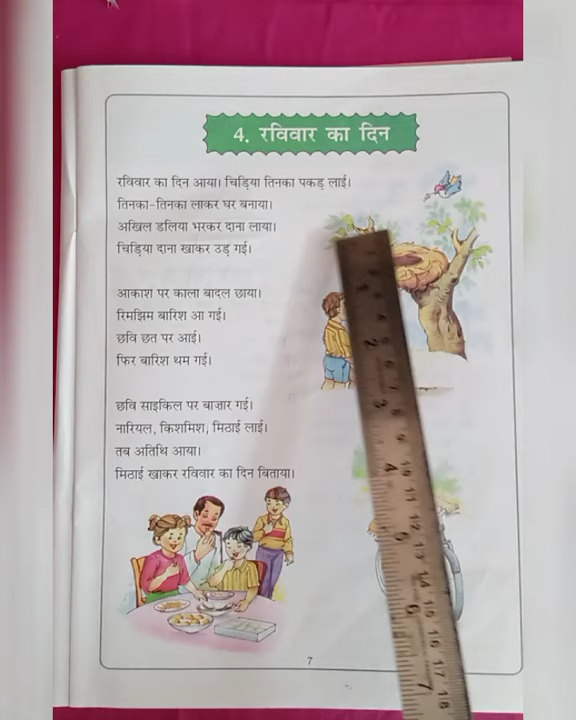 4. रविवार का दिन
रविवार का दिन आया। चिड़िया तिनका पकड़ लाई।
तिनका-तिनका लाकर घर बनाया।
अखिल डलिया भरकर दाना लाया।
चिड़िया दाना खाकर उड़ गई।
आकाश पर काला बादल छाया।
रिमझिम बारिश आ गई।
छवि छत पर आई।
फिर बारिश थम गई।
छवि साइकिल पर बाज़ार गई।
नारियल, किशमिश, मिठाई लाई।
तब अतिथि आया।
मिठाई खाकर रविवार का दिन बिताया।
7